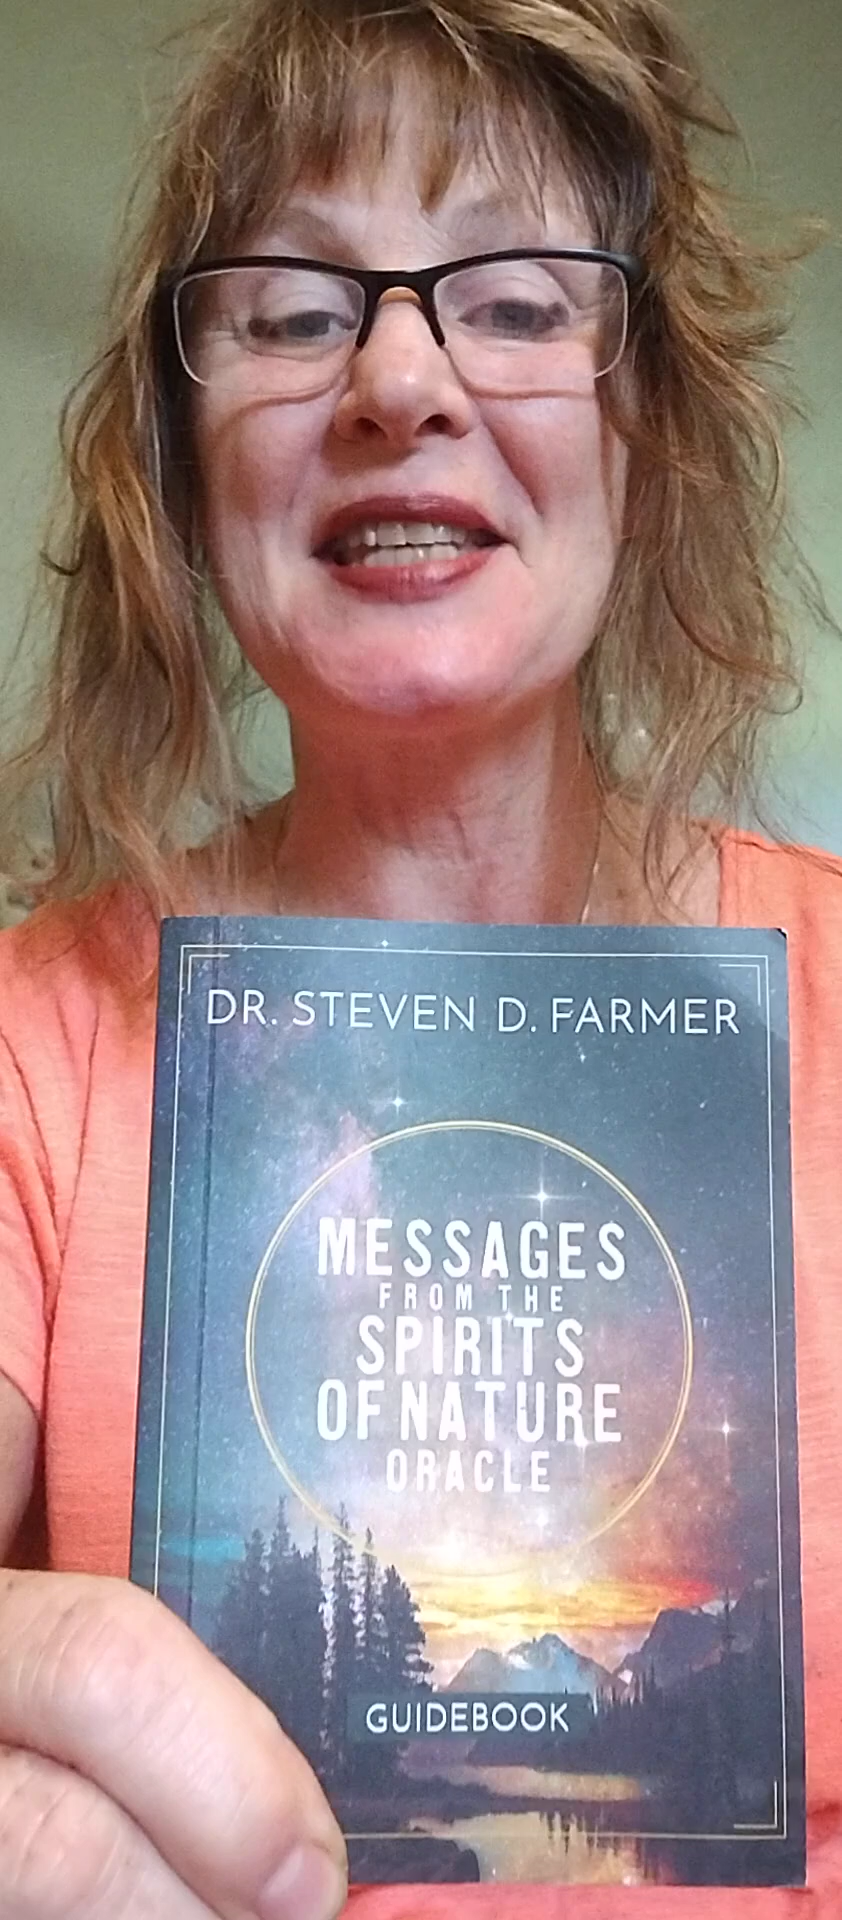 DR. STEVEN D. FARMER
MESSAGES
FROM THE
SPIRITS
OF NATURE
ORACLE
GUIDEBOOK